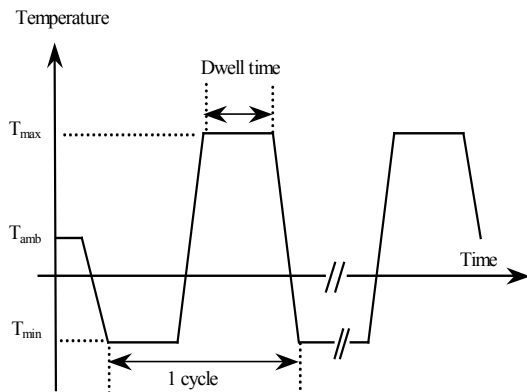 Temperature
Dwell time
Tmax
Tamb
Time
Tmin
1 cycle